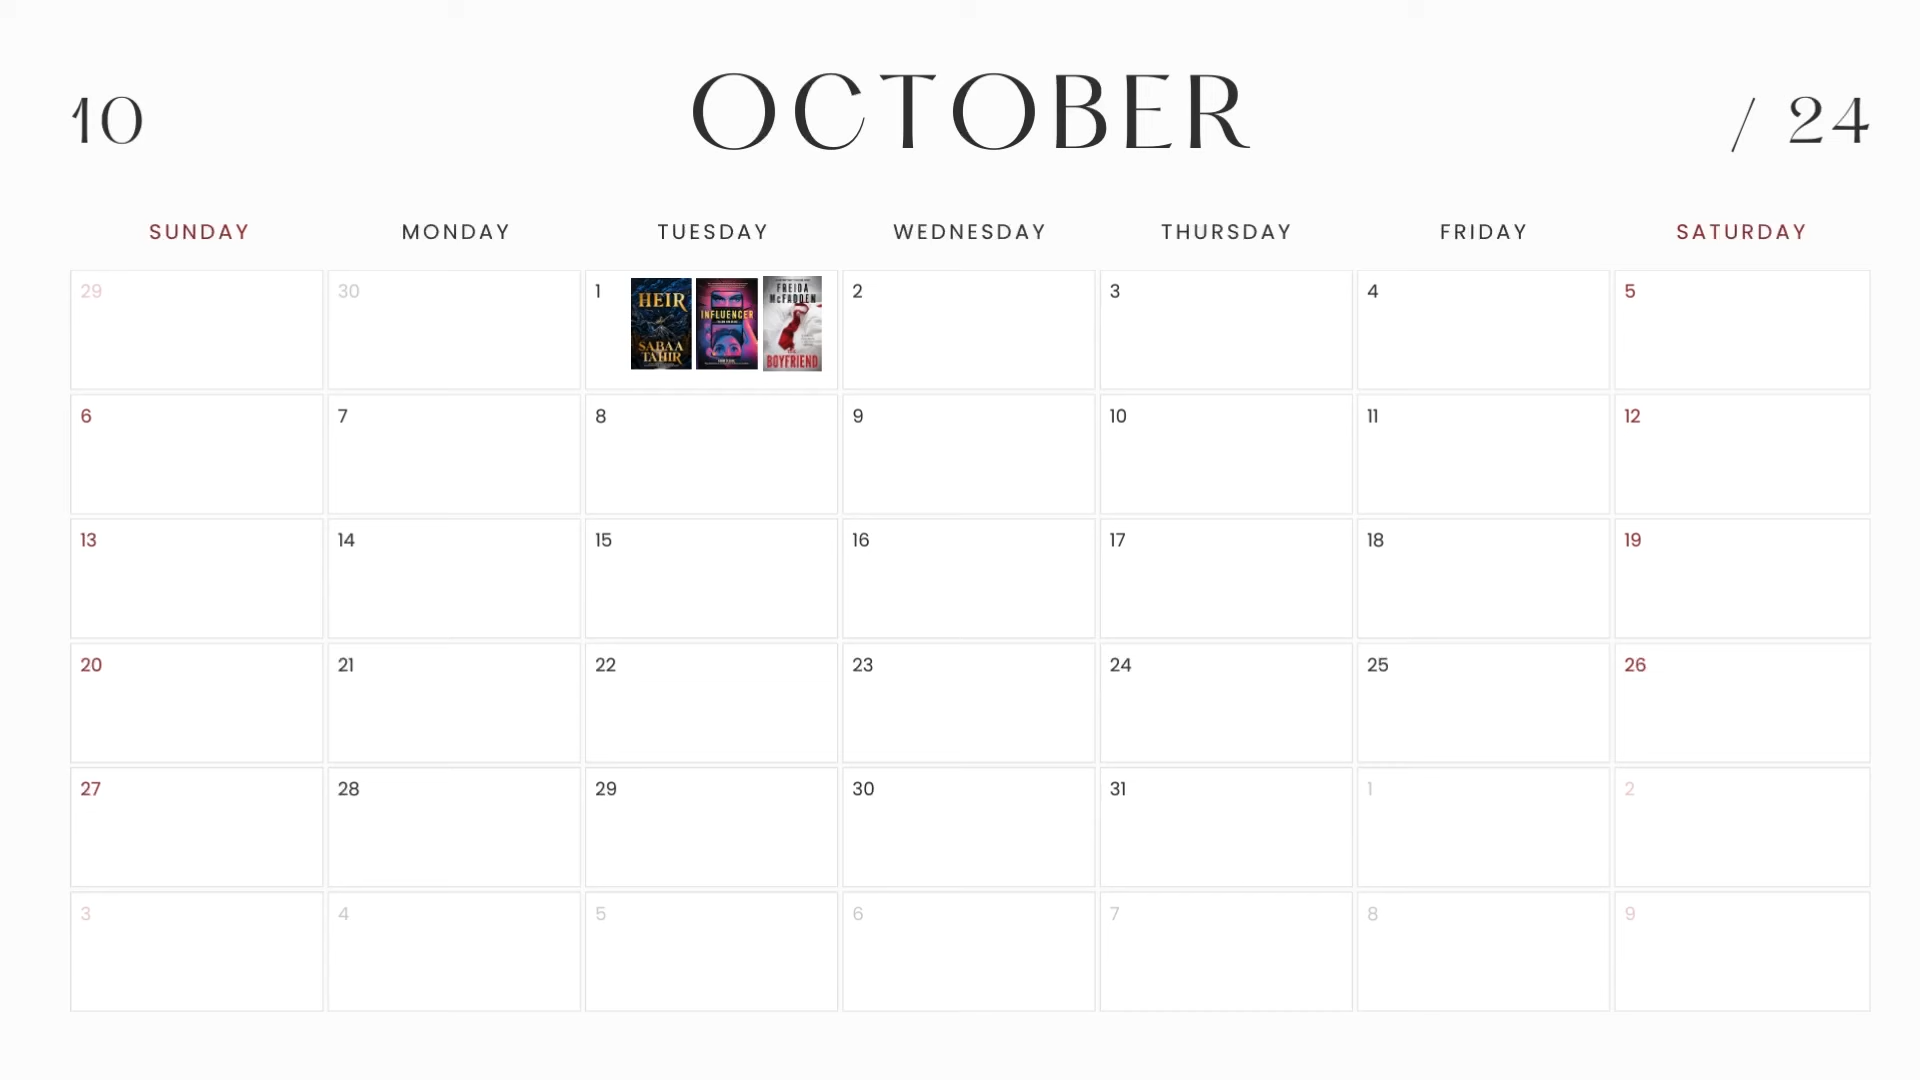 10 OCTOBER / 24
SUNDAY MONDAY TUESDAY WEDNESDAY THURSDAY FRIDAY SATURDAY
29 30 1 2 3 4 5
HEIR
SABAA
TAHIR
INFLUENCER
FREIDA
McFADDEN
BOYFRIEND
6 7 8 9 10 11 12
13 14 15 16 17 18 19
20 21 22 23 24 25 26
27 28 29 30 31 1 2
3 4 5 6 7 8 9